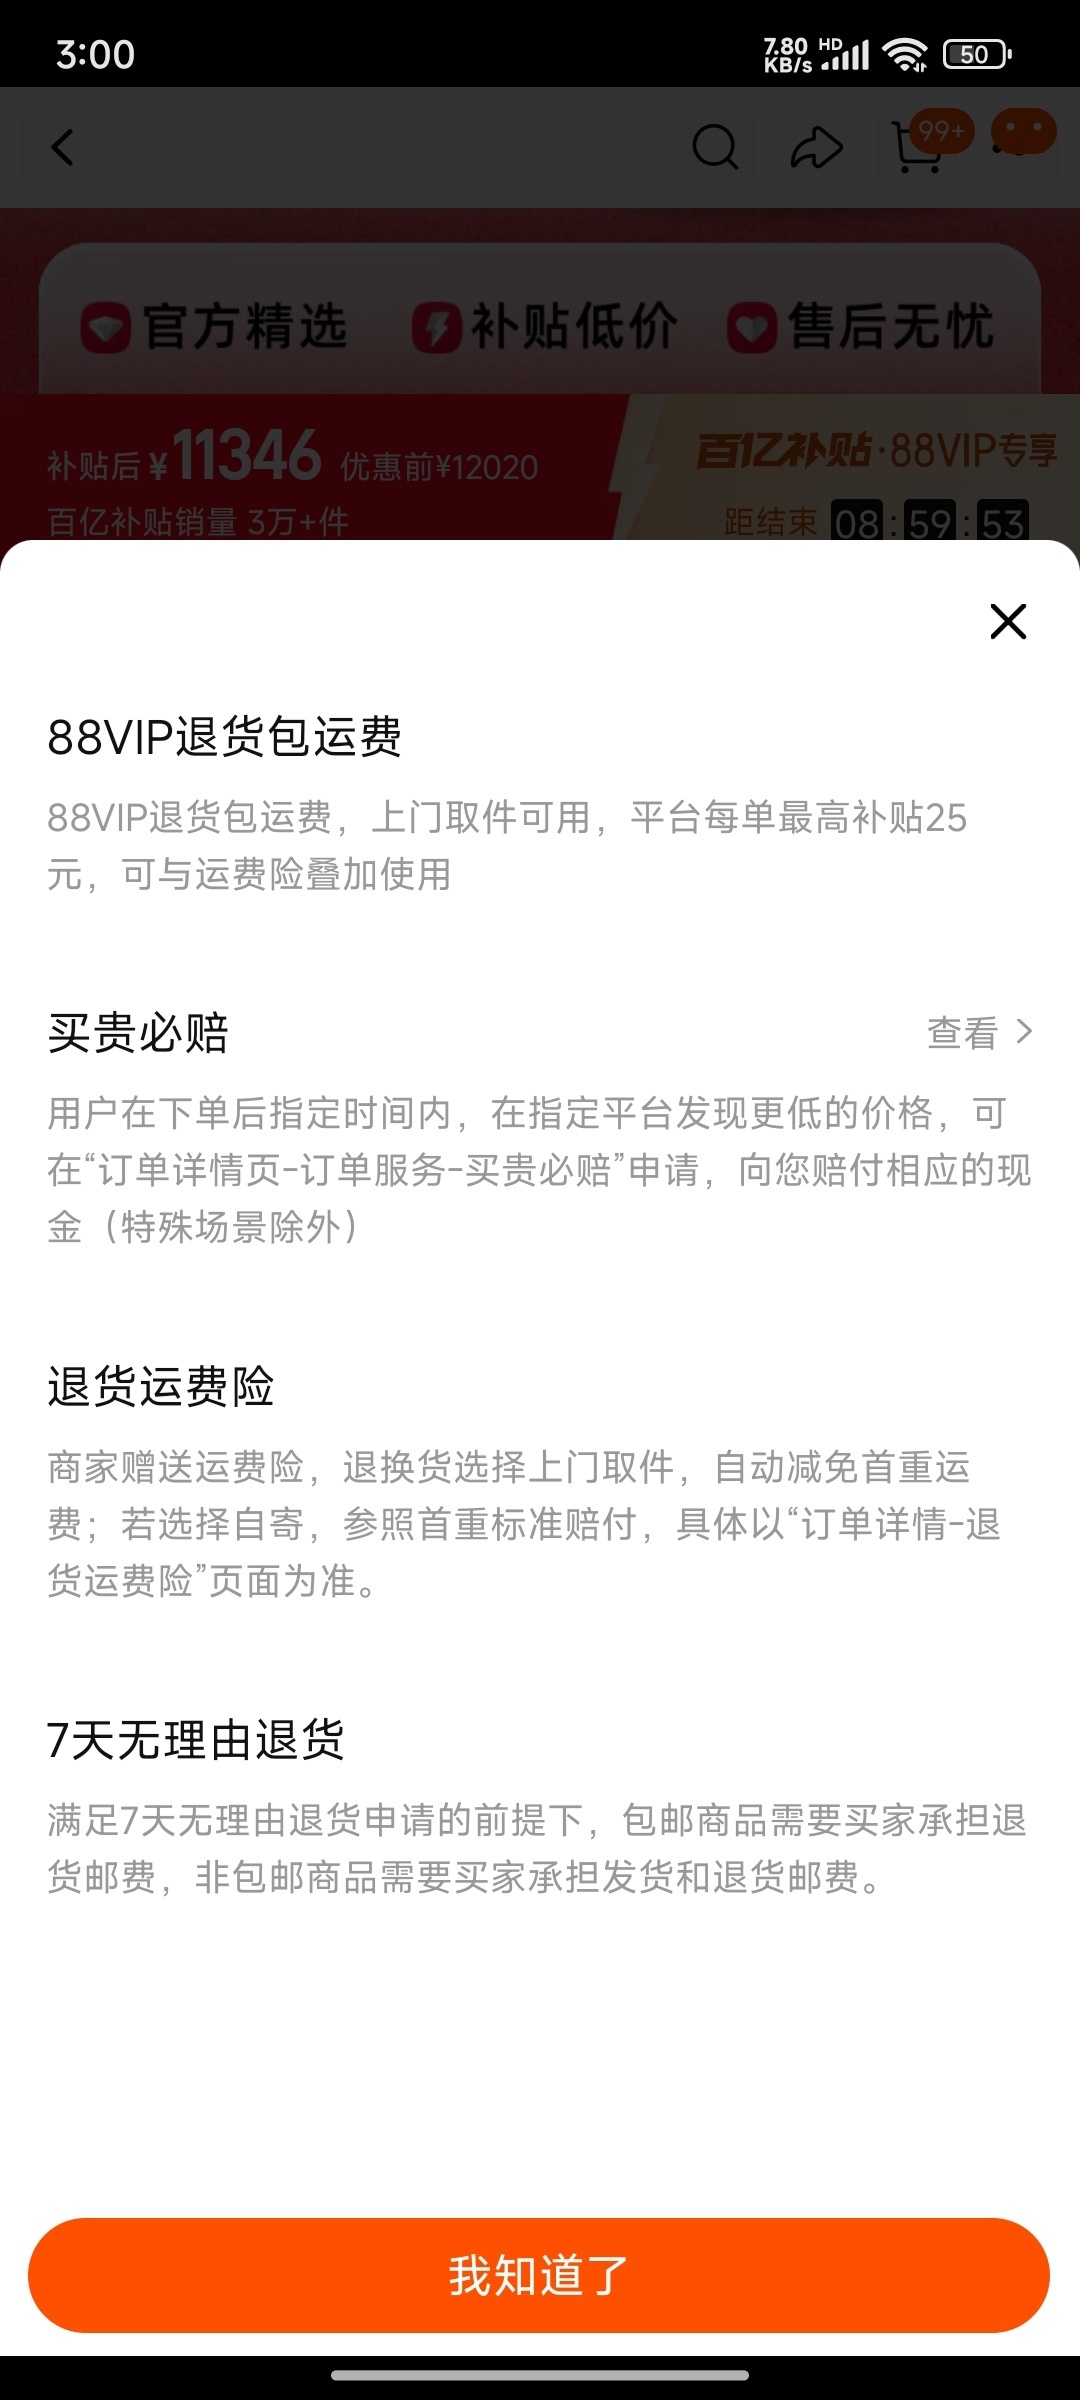 3:00
7.80 KB/s HD 50
99+
官方精选 补贴低价 售后无忧
补贴后 ¥11346 优惠前¥12020
百亿补贴·88VIP专享
百亿补贴销量 3万+件
距结束 08:59:53
88VIP退货包运费
88VIP退货包运费，上门取件可用，平台每单最高补贴25
元，可与运费险叠加使用
买贵必赔
查看
用户在下单后指定时间内，在指定平台发现更低的价格，可
在“订单详情页-订单服务-买贵必赔”申请，向您赔付相应的现
金（特殊场景除外）
退货运费险
商家赠送运费险，退换货选择上门取件，自动减免首重运
费；若选择自寄，参照首重标准赔付，具体以“订单详情-退
货运费险”页面为准。
7天无理由退货
满足7天无理由退货申请的前提下，包邮商品需要买家承担退
货邮费，非包邮商品需要买家承担发货和退货邮费。
我知道了